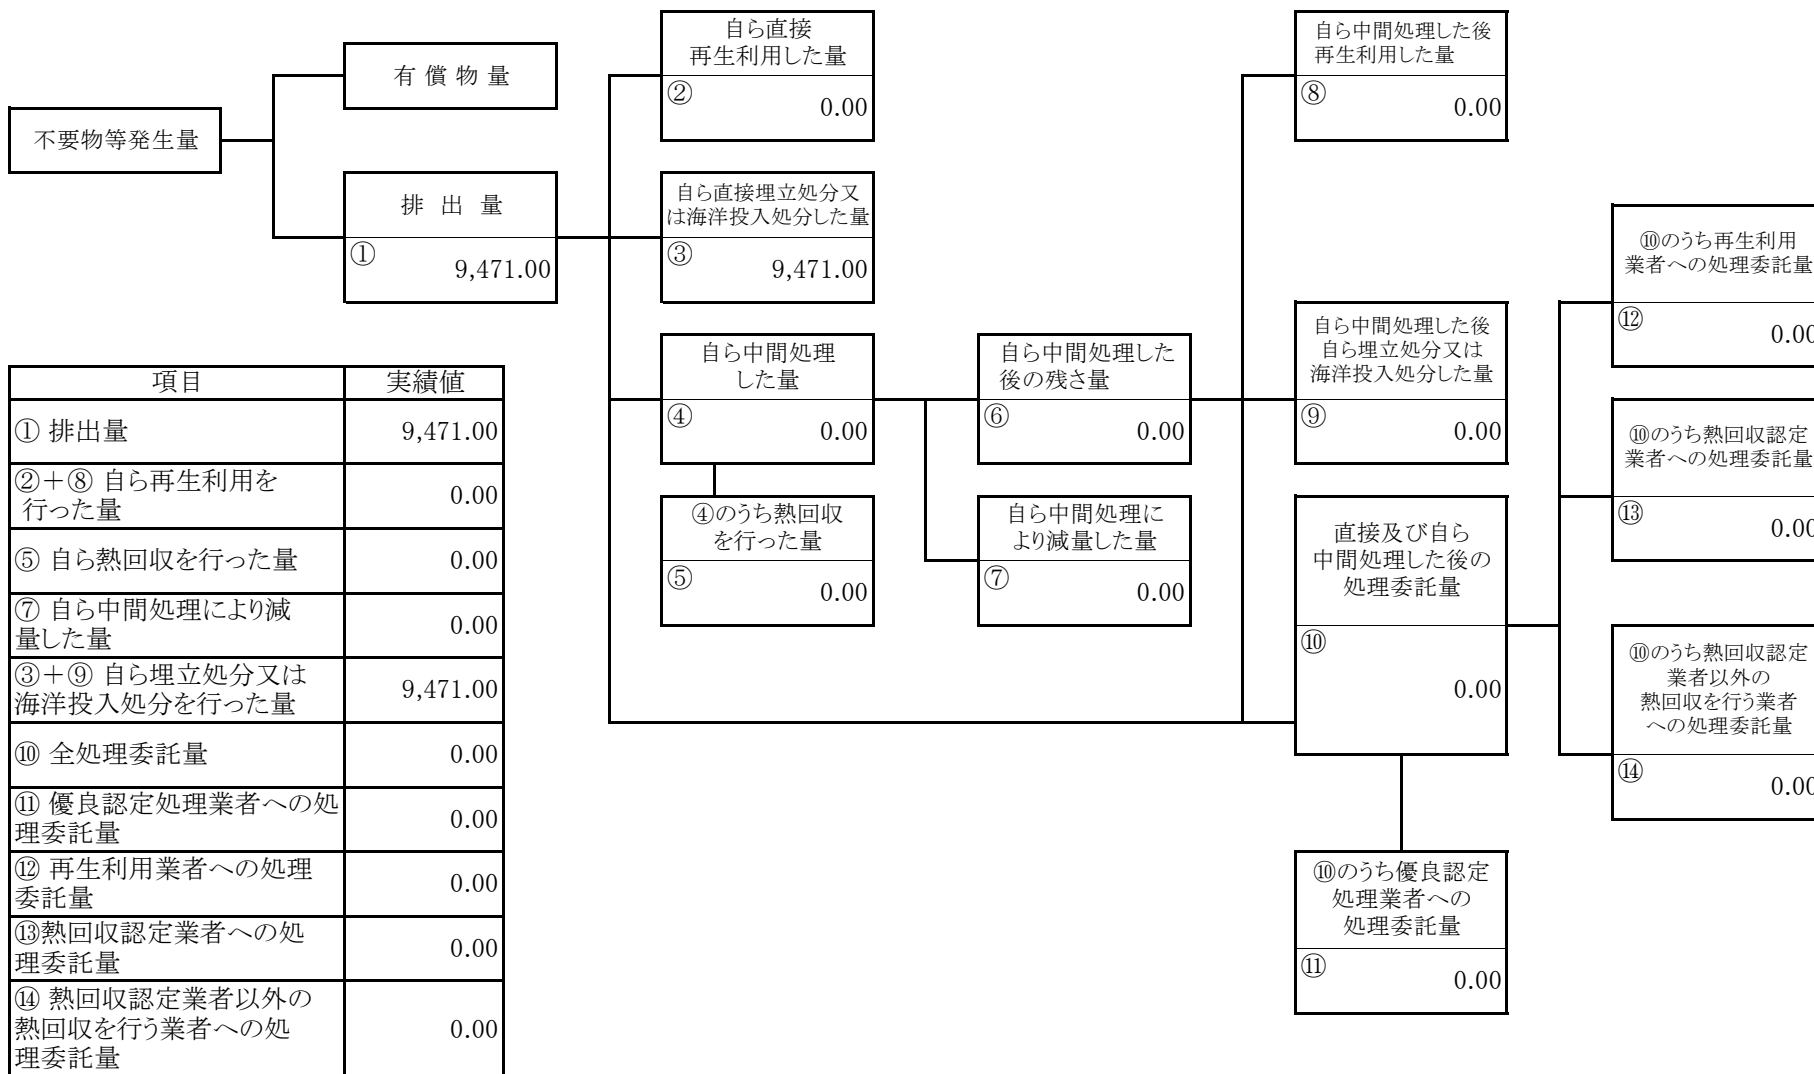 不要物等発生量
有 償 物 量
排 出 量
①
9,471.00
自ら直接
再生利用した量
②
0.00
自ら直接埋立処分又
は海洋投入処分した量
③
9,471.00
自ら中間処理
した量
④
0.00
④のうち熱回収
を行った量
⑤
0.00
自ら中間処理した
後の残さ量
⑥
0.00
自ら中間処理に
より減量した量
⑦
0.00
自ら中間処理した後
再生利用した量
⑧
0.00
自ら中間処理した後
自ら埋立処分又は
海洋投入処分した量
⑨
0.00
直接及び自ら
中間処理した後の
処理委託量
⑩
0.00
⑩のうち優良認定
処理業者への
処理委託量
⑪
0.00
⑩のうち再生利用
業者への処理委託量
⑫
0.00
⑩のうち熱回収認定
業者への処理委託量
⑬
0.00
⑩のうち熱回収認定
業者以外の
熱回収を行う業者
への処理委託量
⑭
0.00
項目 実績値
① 排出量 9,471.00
②＋⑧ 自ら再生利用を
行った量 0.00
⑤ 自ら熱回収を行った量 0.00
⑦ 自ら中間処理により減
量した量 0.00
③＋⑨ 自ら埋立処分又は
海洋投入処分を行った量 9,471.00
⑩ 全処理委託量 0.00
⑪ 優良認定処理業者への処
理委託量 0.00
⑫ 再生利用業者への処理
委託量 0.00
⑬熱回収認定業者への処
理委託量 0.00
⑭ 熱回収認定業者以外の
熱回収を行う業者への処
理委託量 0.00